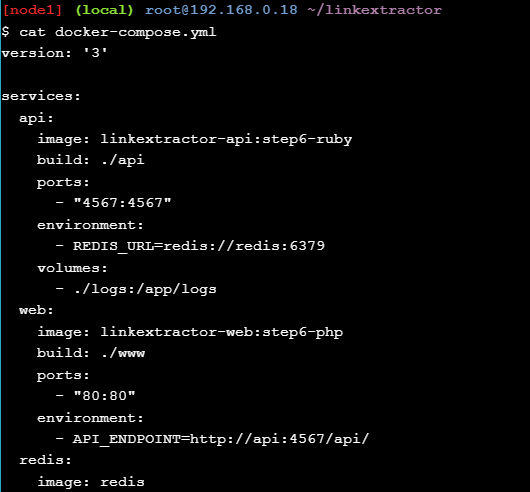 [node1] (local) root@192.168.0.18 ~/linkextractor
$ cat docker-compose.yml
version: '3'

services:
  api:
    image: linkextractor-api:step6-ruby
    build: ./api
    ports:
      - "4567:4567"
    environment:
      - REDIS_URL=redis://redis:6379
    volumes:
      - ./logs:/app/logs
  web:
    image: linkextractor-web:step6-php
    build: ./www
    ports:
      - "80:80"
    environment:
      - API_ENDPOINT=http://api:4567/api/
  redis:
    image: redis